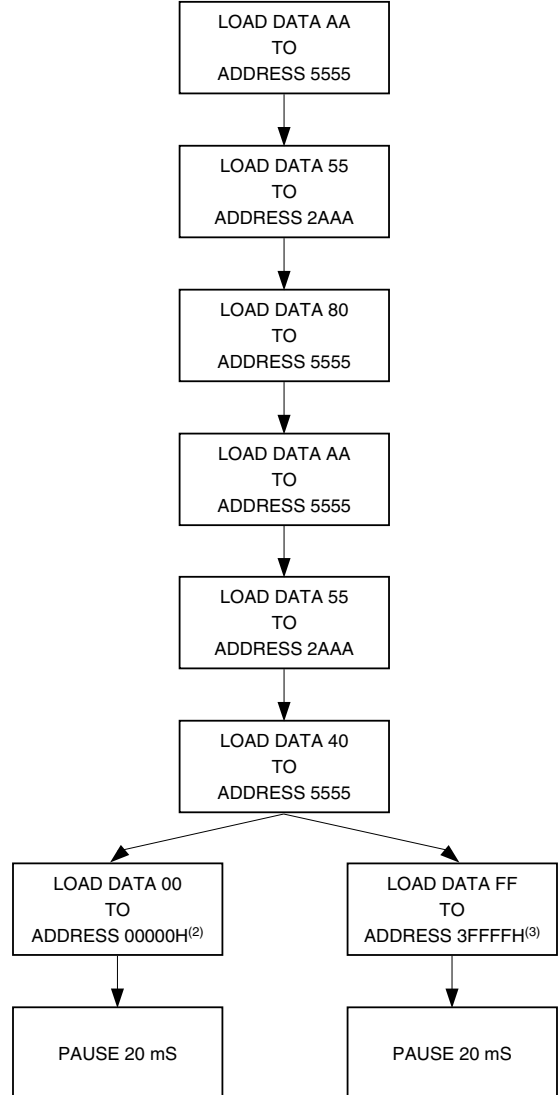 LOAD DATA AA
TO
ADDRESS 5555
LOAD DATA 55
TO
ADDRESS 2AAA
LOAD DATA 80
TO
ADDRESS 5555
LOAD DATA AA
TO
ADDRESS 5555
LOAD DATA 55
TO
ADDRESS 2AAA
LOAD DATA 40
TO
ADDRESS 5555
LOAD DATA 00
TO
ADDRESS 00000H(2)
LOAD DATA FF
TO
ADDRESS 3FFFFH(3)
PAUSE 20 mS
PAUSE 20 mS